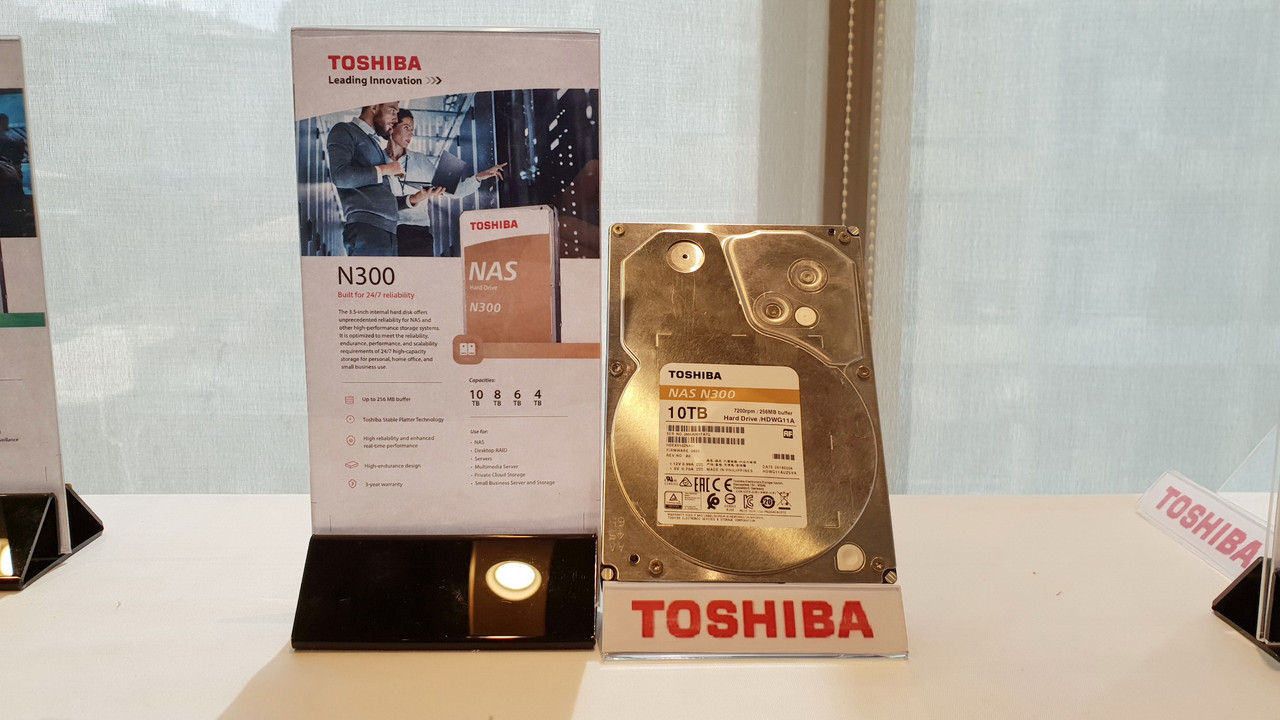 TOSHIBA
Leading Innovation >>>
TOSHIBA
NAS
Hard Drive
N300
N300
Built for 24/7 reliability
The 3.5-inch internal hard disk offers
unprecedented reliability for NAS and
other high-performance storage systems.
It is optimized to meet the reliability,
endurance, performance, and scalability
requirements of 24/7 high-capacity
storage for personal, home office, and
small business use.
Up to 256 MB buffer
Toshiba Stable Platter Technology
High reliability and enhanced
real-time performance
High-endurance design
3-year warranty
Capacities:
10 8 6 4
TB TB TB TB
Use for:
- NAS
- Desktop RAID
- Servers
- Multimedia Server
- Private Cloud Storage
- Small Business Server and Storage
TOSHIBA
NAS N300
10TB
7200rpm / 256MB buffer
Hard Drive :HDWG11A
MADE IN PHILIPPINES
EAC CE
TOSHIBA
TOSHIBA